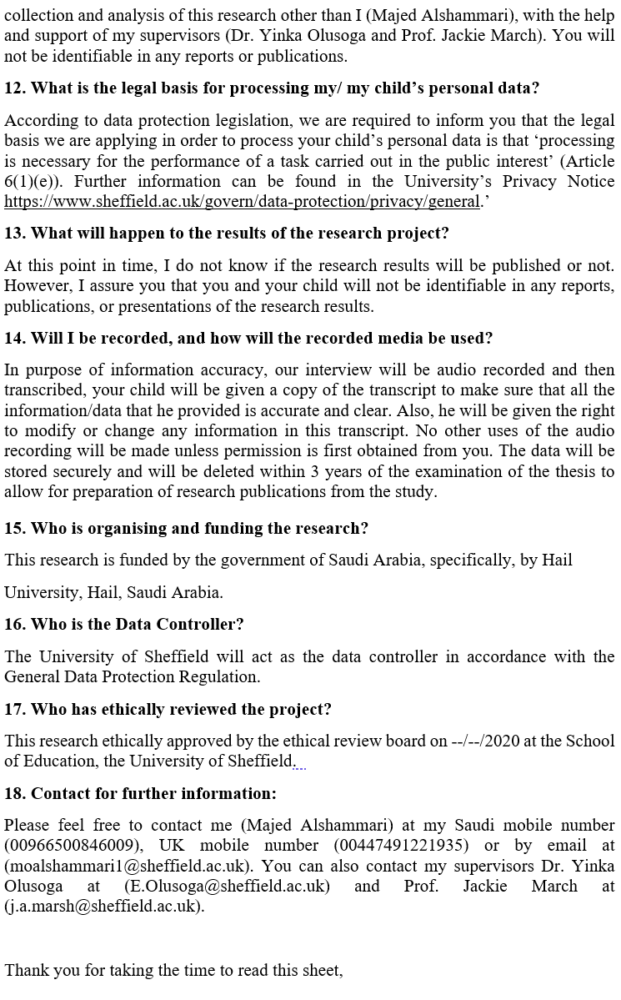 collection and analysis of this research other than I (Majed Alshammari), with the help
and support of my supervisors (Dr. Yinka Olusoga and Prof. Jackie March). You will
not be identifiable in any reports or publications.
12. What is the legal basis for processing my/ my child’s personal data?
According to data protection legislation, we are required to inform you that the legal
basis we are applying in order to process your child’s personal data is that ‘processing
is necessary for the performance of a task carried out in the public interest’ (Article
6(1)(e)). Further information can be found in the University’s Privacy Notice
https://www.sheffield.ac.uk/govern/data-protection/privacy/general.’
13. What will happen to the results of the research project?
At this point in time, I do not know if the research results will be published or not.
However, I assure you that you and your child will not be identifiable in any reports,
publications, or presentations of the research results.
14. Will I be recorded, and how will the recorded media be used?
In purpose of information accuracy, our interview will be audio recorded and then
transcribed, your child will be given a copy of the transcript to make sure that all the
information/data that he provided is accurate and clear. Also, he will be given the right
to modify or change any information in this transcript. No other uses of the audio
recording will be made unless permission is first obtained from you. The data will be
stored securely and will be deleted within 3 years of the examination of the thesis to
allow for preparation of research publications from the study.
15. Who is organising and funding the research?
This research is funded by the government of Saudi Arabia, specifically, by Hail
University, Hail, Saudi Arabia.
16. Who is the Data Controller?
The University of Sheffield will act as the data controller in accordance with the
General Data Protection Regulation.
17. Who has ethically reviewed the project?
This research ethically approved by the ethical review board on --/--/2020 at the School
of Education, the University of Sheffield.
18. Contact for further information:
Please feel free to contact me (Majed Alshammari) at my Saudi mobile number
(00966500846009), UK mobile number (00447491221935) or by email at
(moalshammari1@sheffield.ac.uk). You can also contact my supervisors Dr. Yinka
Olusoga at (E.Olusoga@sheffield.ac.uk) and Prof. Jackie March at
(j.a.marsh@sheffield.ac.uk).
Thank you for taking the time to read this sheet,